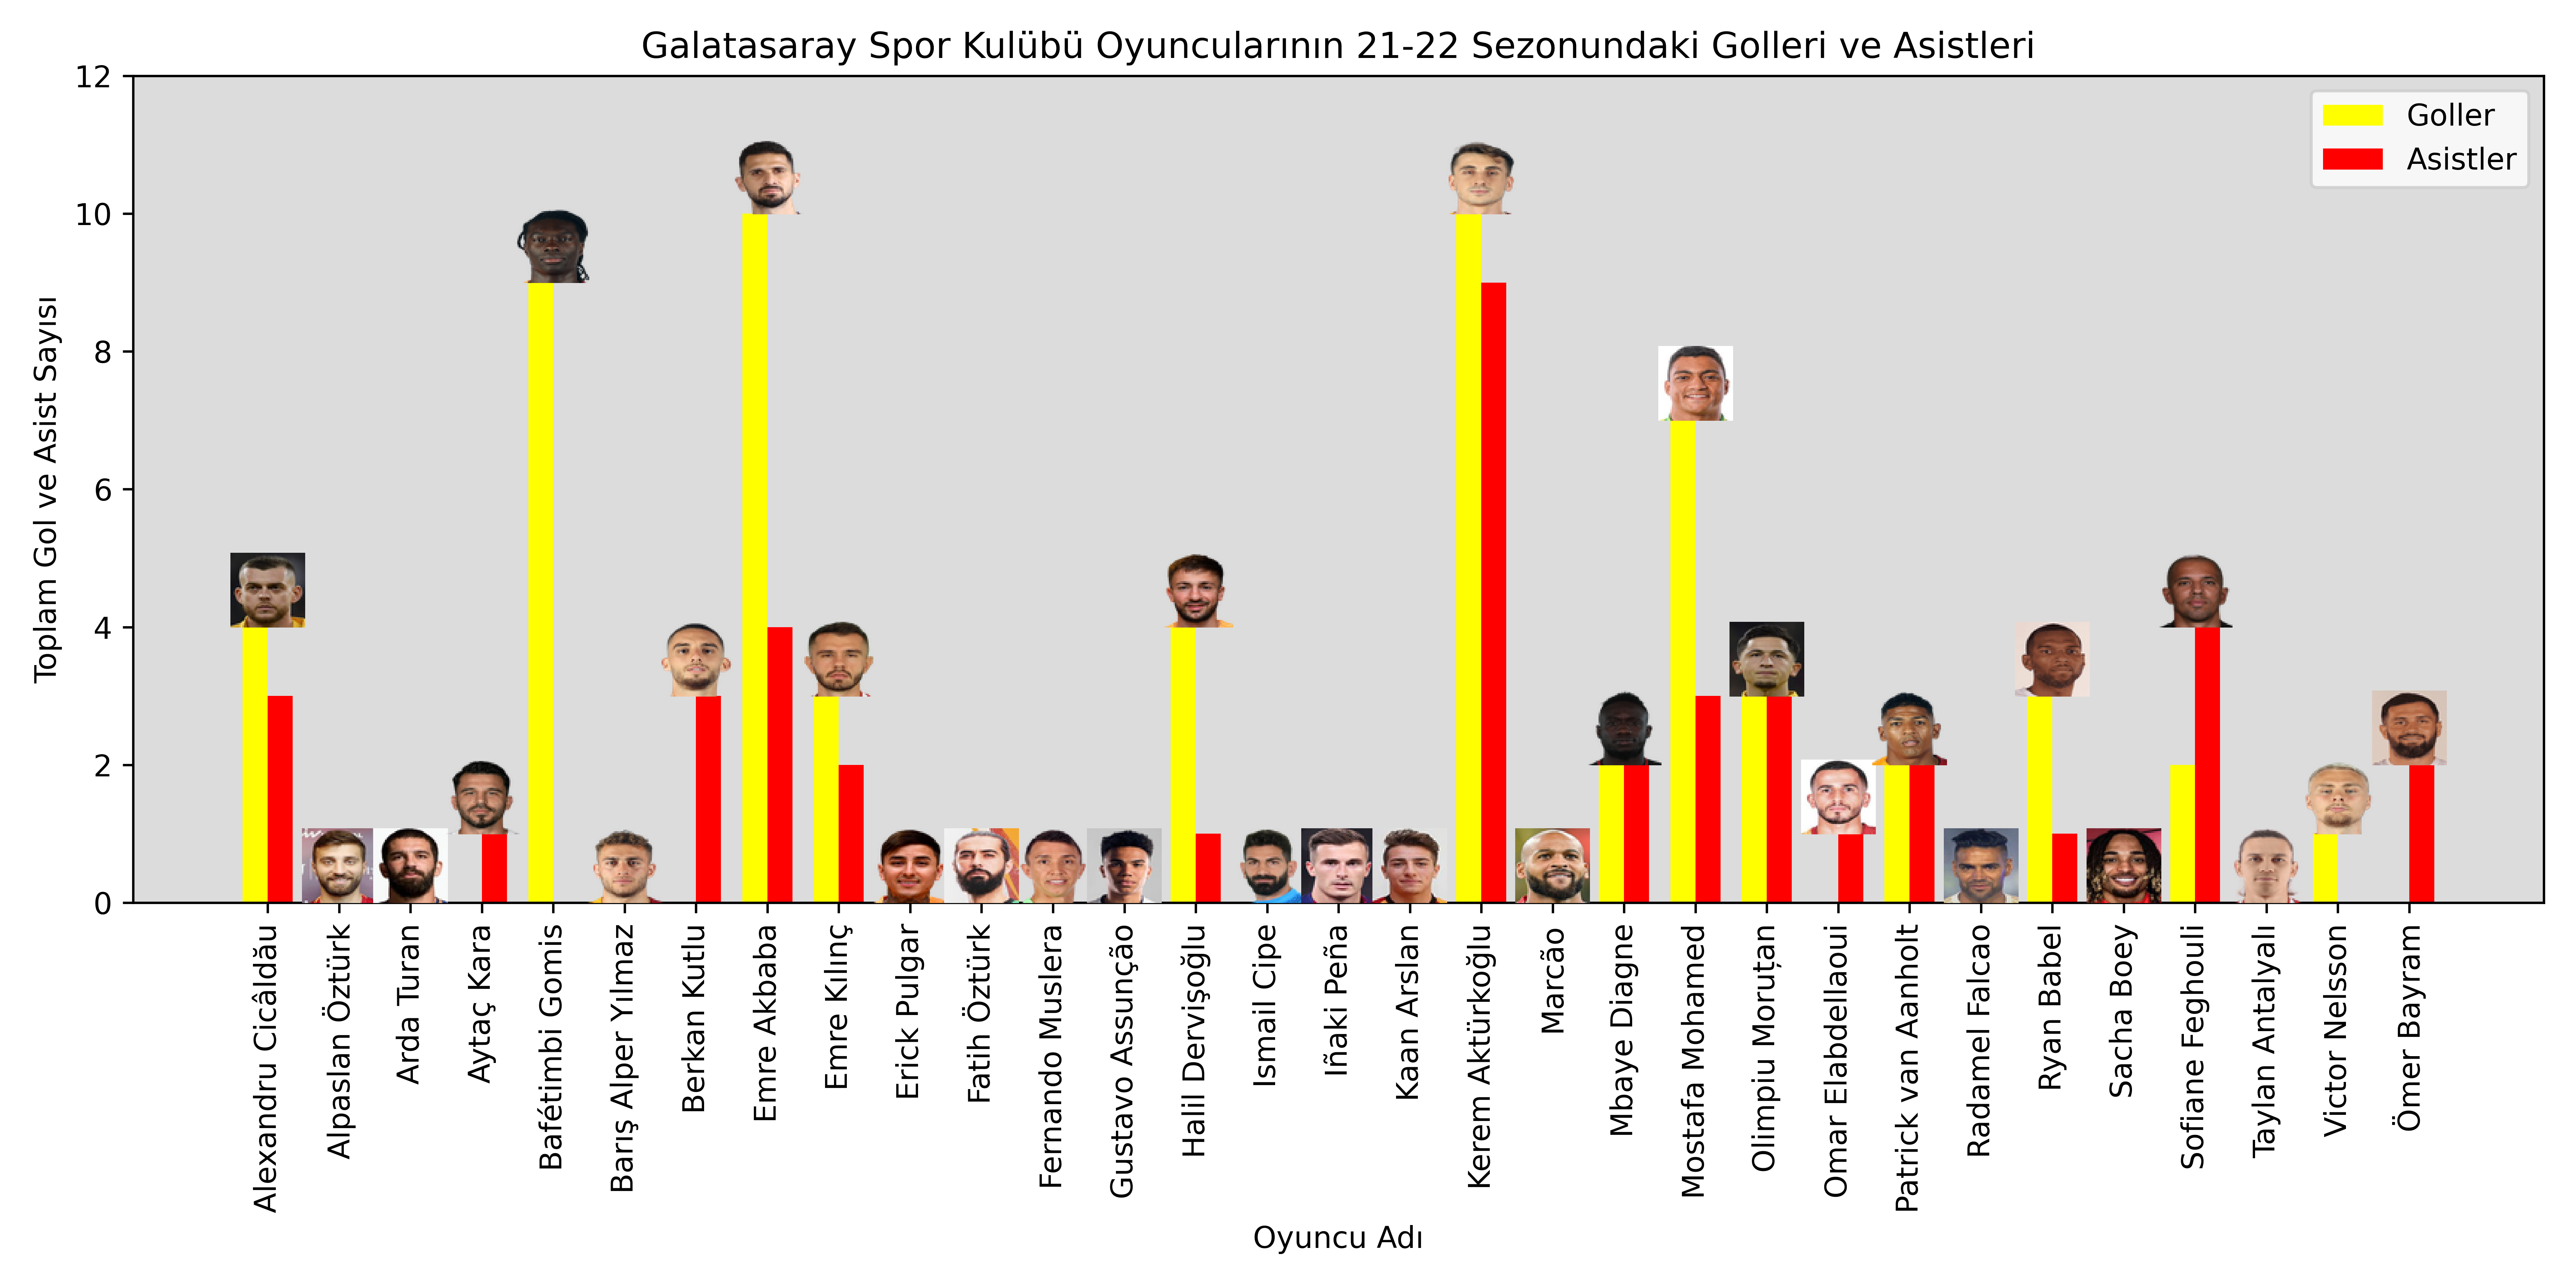 Galatasaray Spor Kulübü Oyuncularının 21-22 Sezonundaki Golleri ve Asistleri
Goller
Asistler
Toplam Gol ve Asist Sayısı
12
10
8
6
4
2
0
Alexandru Cicâldău
Alpaslan Öztürk
Arda Turan
Aytaç Kara
Bafétimbi Gomis
Barış Alper Yılmaz
Berkan Kutlu
Emre Akbaba
Emre Kılınç
Erick Pulgar
Fatih Öztürk
Fernando Muslera
Gustavo Assunção
Halil Dervişoğlu
Ismail Cipe
Iñaki Peña
Kaan Arslan
Kerem Aktürkoğlu
Marcão
Mbaye Diagne
Mostafa Mohamed
Olimpiu Moruțan
Omar Elabdellaoui
Patrick van Aanholt
Radamel Falcao
Ryan Babel
Sacha Boey
Sofiane Feghouli
Taylan Antalyalı
Victor Nelsson
Ömer Bayram
Oyuncu Adı